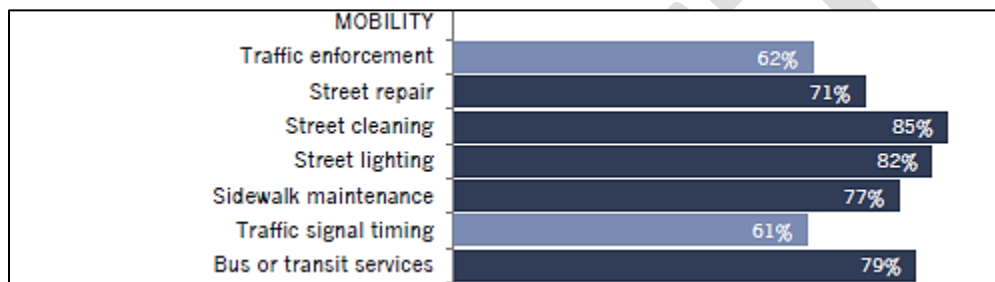 MOBILITY
Traffic enforcement 62%
Street repair 71%
Street cleaning 85%
Street lighting 82%
Sidewalk maintenance 77%
Traffic signal timing 61%
Bus or transit services 79%